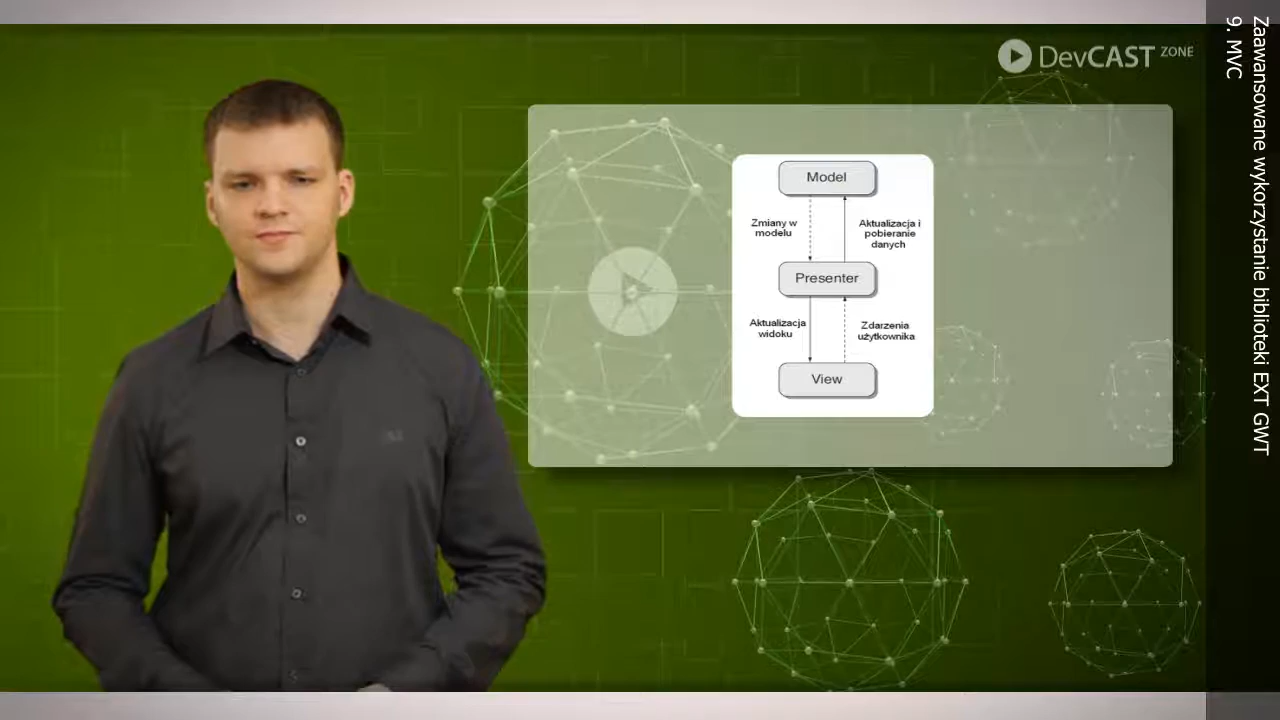 DevCAST ZONE
Zaawansowane wykorzystanie biblioteki EXT GWT
9. MVC
Model
Zmiany w
modelu
Aktualizacja i
pobieranie
danych
Presenter
Aktualizacja
widoku
Zdarzenia
użytkownika
View